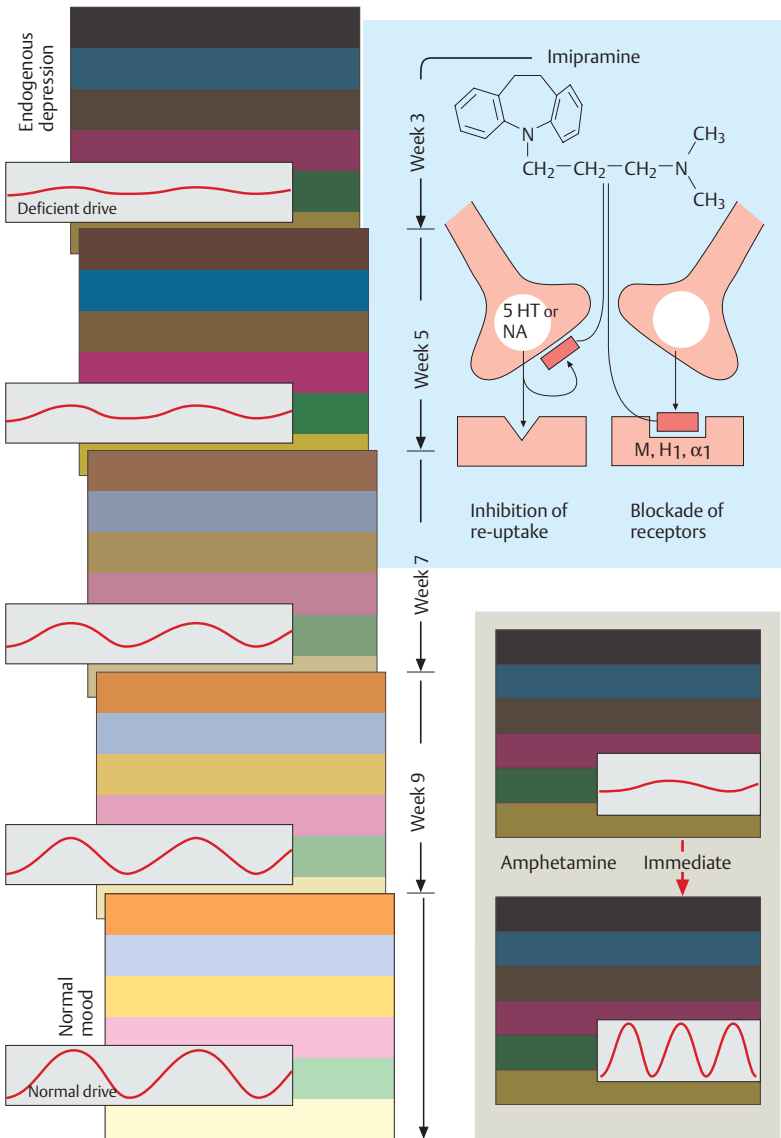 Endogenous
depression
Deficient drive
Imipramine
Week 3
N
CH₂—CH₂—CH₂—N
CH₃
CH₃
5 HT or
NA
Week 5
M, H₁, α₁
Inhibition of
re-uptake
Blockade of
receptors
Week 7
Week 9
Amphetamine
Immediate
Normal
mood
Normal drive